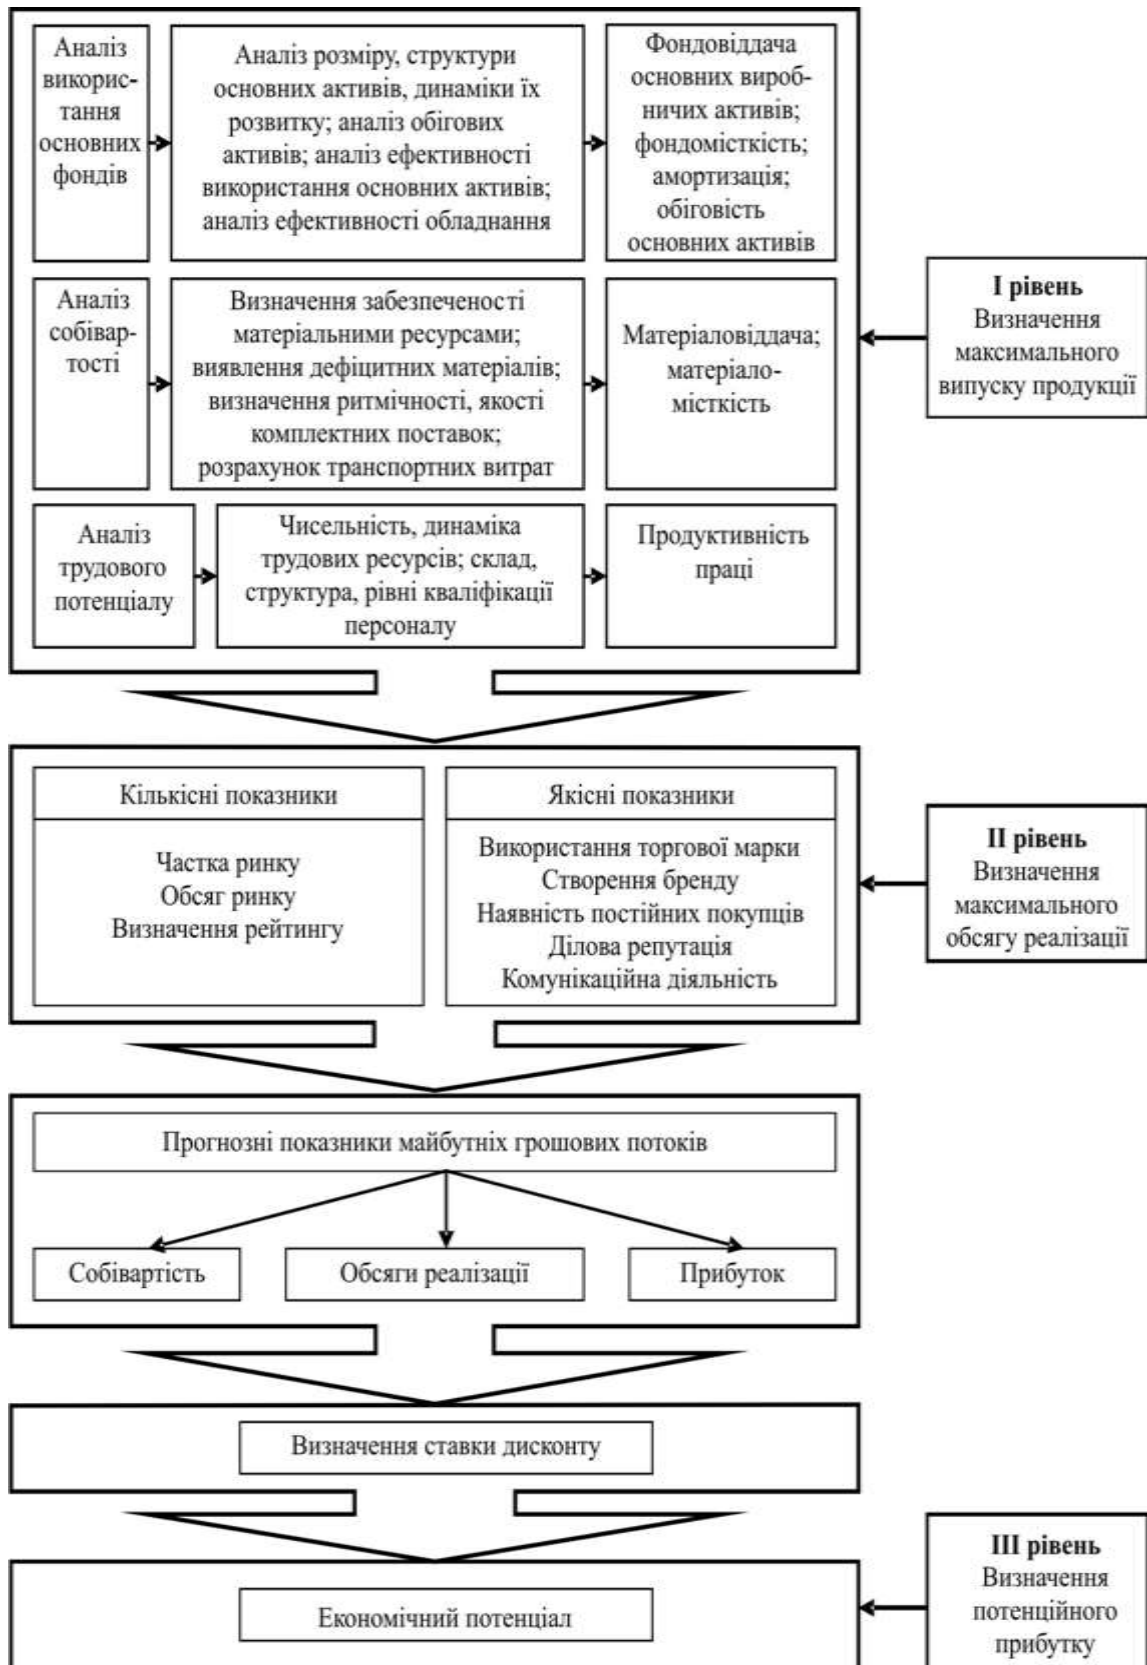 Аналіз
використання
викорис-
тання
основних
фондів
Аналіз розміру, структури
основних активів, динаміки їх
розвитку; аналіз обігових
активів; аналіз ефективності
використання основних активів;
аналіз ефективності обладнання
Фондовіддача
основних вироб-
ничих активів;
фондомісткість;
амортизація;
обіговість
основних активів
Аналіз
собівар-
тості
Визначення забезпеченості
матеріальними ресурсами;
виявлення дефіцитних матеріалів;
визначення ритмічності, якості
комплектних поставок;
розрахунок транспортних витрат
Матеріаловіддача;
матеріало-
місткість
І рівень
Визначення
максимального
випуску продукції
Аналіз
трудового
потенціалу
Чисельність, динаміка
трудових ресурсів; склад,
структура, рівні кваліфікації
персоналу
Продуктивність
праці
Кількісні показники
Частка ринку
Обсяг ринку
Визначення рейтингу
Якісні показники
Використання торгової марки
Створення бренду
Наявність постійних покупців
Ділова репутація
Комунікаційна діяльність
ІІ рівень
Визначення
максимального
обсягу реалізації
Прогнозні показники майбутніх грошових потоків
Собівартість
Обсяги реалізації
Прибуток
Визначення ставки дисконту
Економічний потенціал
ІІІ рівень
Визначення
потенційного
прибутку